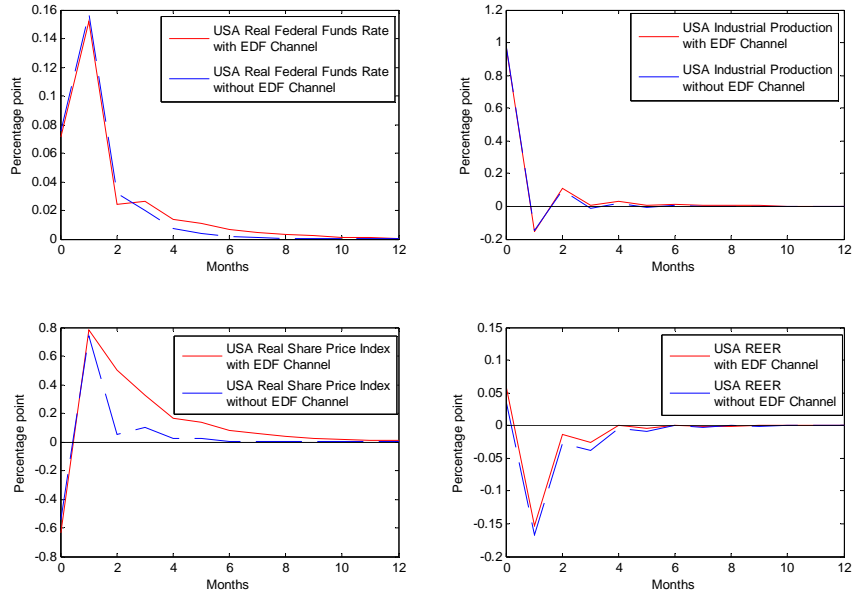 0.16
0.14
0.12
0.1
0.08
0.06
0.04
0.02
0
Percentage point
USA Real Federal Funds Rate
with EDF Channel
USA Real Federal Funds Rate
without EDF Channel
0 2 4 6 8 10 12
Months
1
0.8
0.6
0.4
0.2
0
-0.2
Percentage point
USA Industrial Production
with EDF Channel
USA Industrial Production
without EDF Channel
0 2 4 6 8 10 12
Months
0.8
0.6
0.4
0.2
0
-0.2
-0.4
-0.6
-0.8
Percentage point
USA Real Share Price Index
with EDF Channel
USA Real Share Price Index
without EDF Channel
0 2 4 6 8 10 12
Months
0.15
0.1
0.05
0
-0.05
-0.1
-0.15
-0.2
Percentage point
USA REER
with EDF Channel
USA REER
without EDF Channel
0 2 4 6 8 10 12
Months